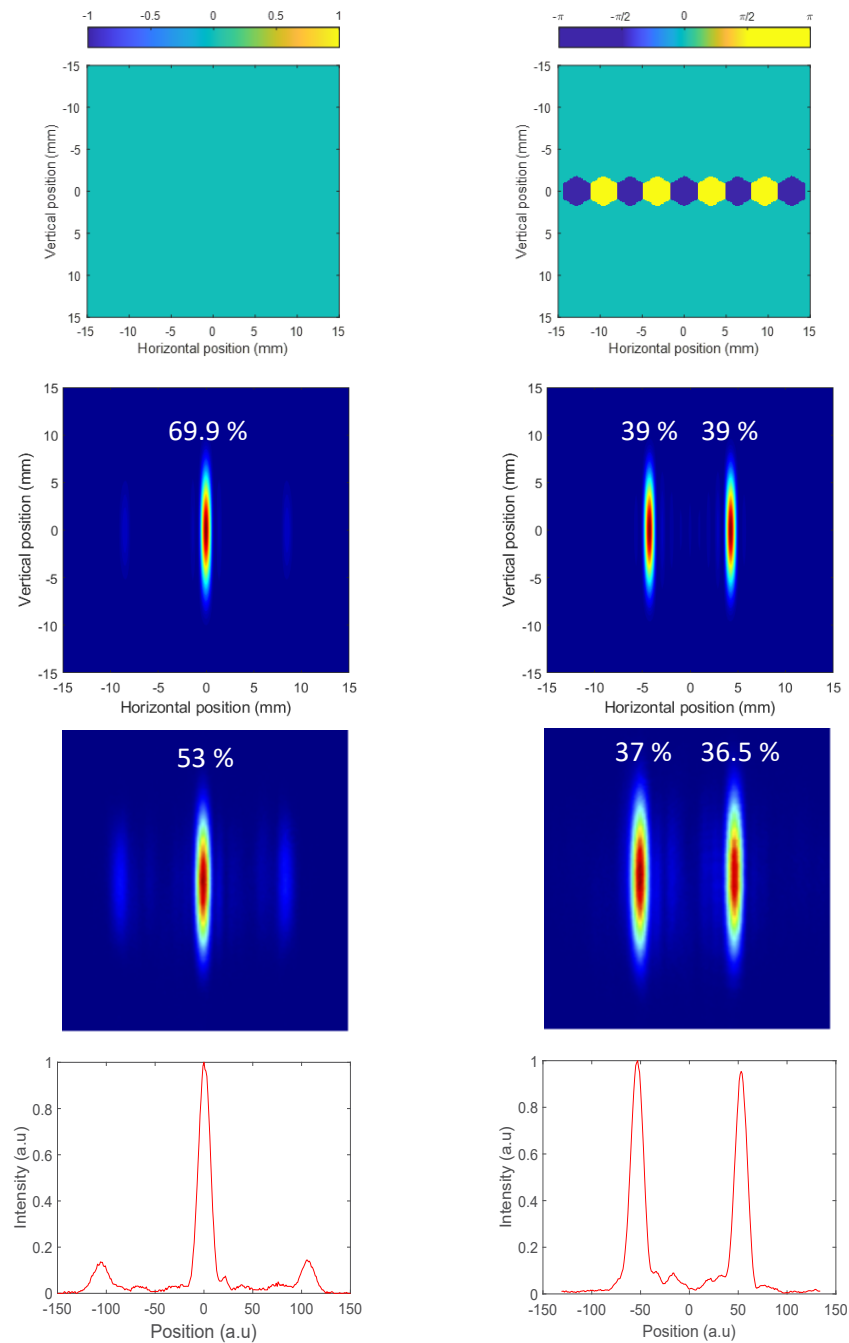 -1 -0.5 0 0.5 1
-π -π/2 0 π/2 π
-15
-10
-5
0
5
10
15
Vertical position (mm)
-15 -10 -5 0 5 10 15
Horizontal position (mm)
-15
-10
-5
0
5
10
15
Vertical position (mm)
-15 -10 -5 0 5 10 15
Horizontal position (mm)
15
10
5
0
-5
-10
-15
Vertical position (mm)
69.9 %
-15 -10 -5 0 5 10 15
Horizontal position (mm)
15
10
5
0
-5
-10
-15
Vertical position (mm)
39 % 39 %
-15 -10 -5 0 5 10 15
Horizontal position (mm)
53 %
37 % 36.5 %
1
0.8
0.6
0.4
0.2
0
Intensity (a.u)
-150 -100 -50 0 50 100 150
Position (a.u)
1
0.8
0.6
0.4
0.2
0
Intensity (a.u)
-150 -100 -50 0 50 100 150
Position (a.u)